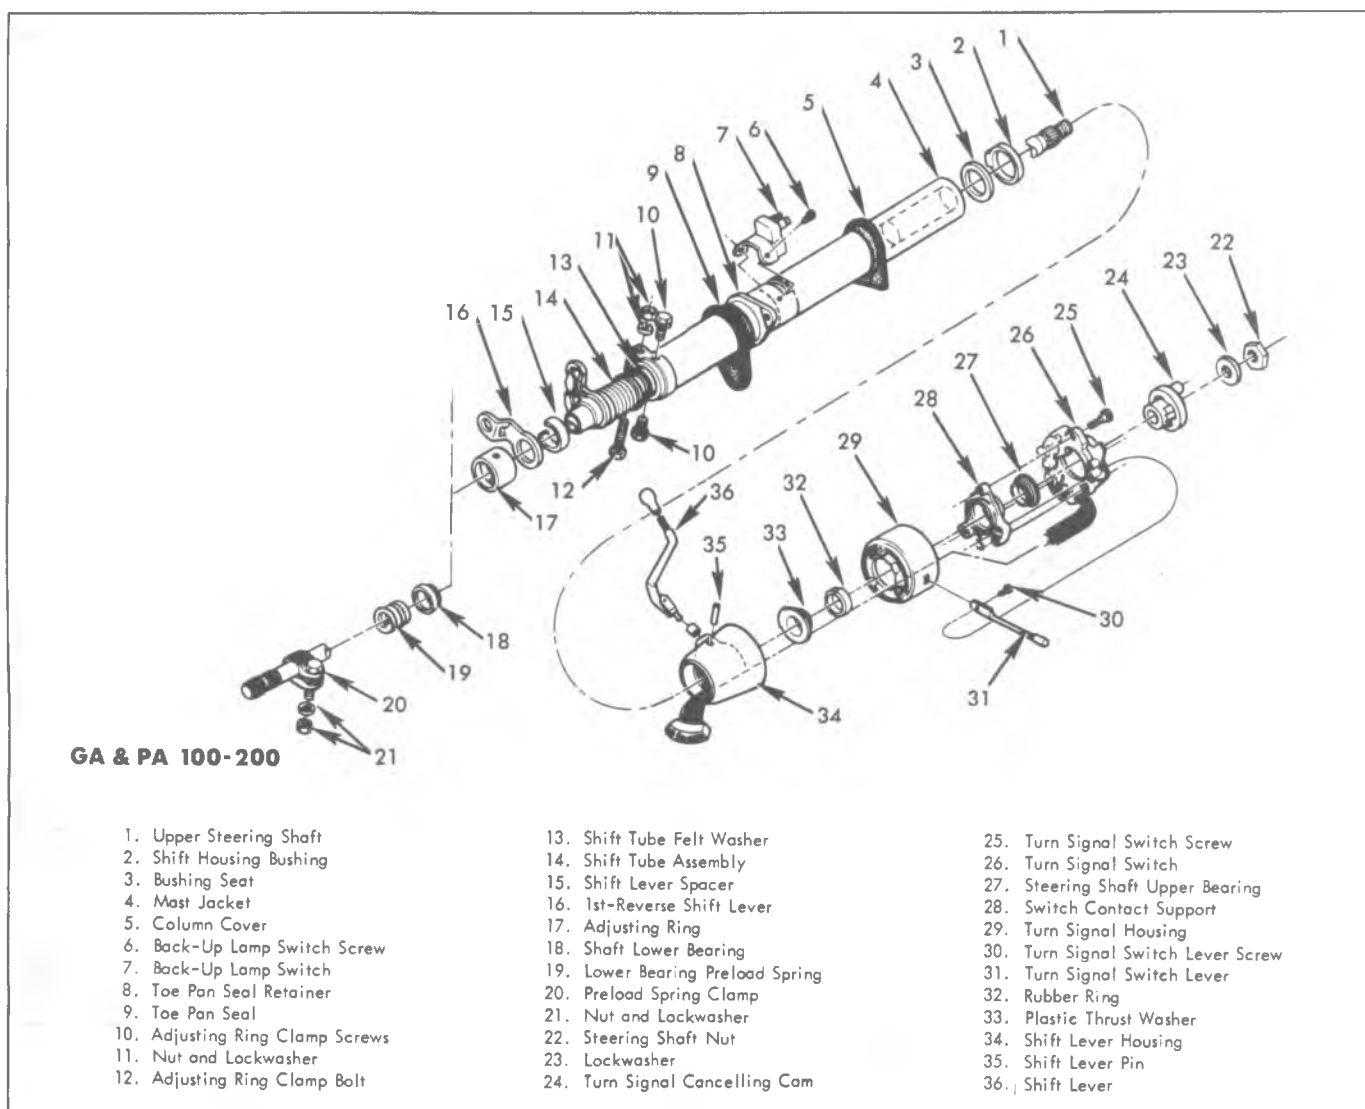 1
2
3
4
5
6
7
8
9
10
11
13
14
15
16
22
23
24
25
26
27
28
29
10
12
17
36
32
33
35
30
31
18
19
20
34
21
GA & PA 100-200
1. Upper Steering Shaft
2. Shift Housing Bushing
3. Bushing Seat
4. Mast Jacket
5. Column Cover
6. Back-Up Lamp Switch Screw
7. Back-Up Lamp Switch
8. Toe Pan Seal Retainer
9. Toe Pan Seal
10. Adjusting Ring Clamp Screws
11. Nut and Lockwasher
12. Adjusting Ring Clamp Bolt
13. Shift Tube Felt Washer
14. Shift Tube Assembly
15. Shift Lever Spacer
16. 1st-Reverse Shift Lever
17. Adjusting Ring
18. Shaft Lower Bearing
19. Lower Bearing Preload Spring
20. Preload Spring Clamp
21. Nut and Lockwasher
22. Steering Shaft Nut
23. Lockwasher
24. Turn Signal Cancelling Cam
25. Turn Signal Switch Screw
26. Turn Signal Switch
27. Steering Shaft Upper Bearing
28. Switch Contact Support
29. Turn Signal Housing
30. Turn Signal Switch Lever Screw
31. Turn Signal Switch Lever
32. Rubber Ring
33. Plastic Thrust Washer
34. Shift Lever Housing
35. Shift Lever Pin
36. Shift Lever